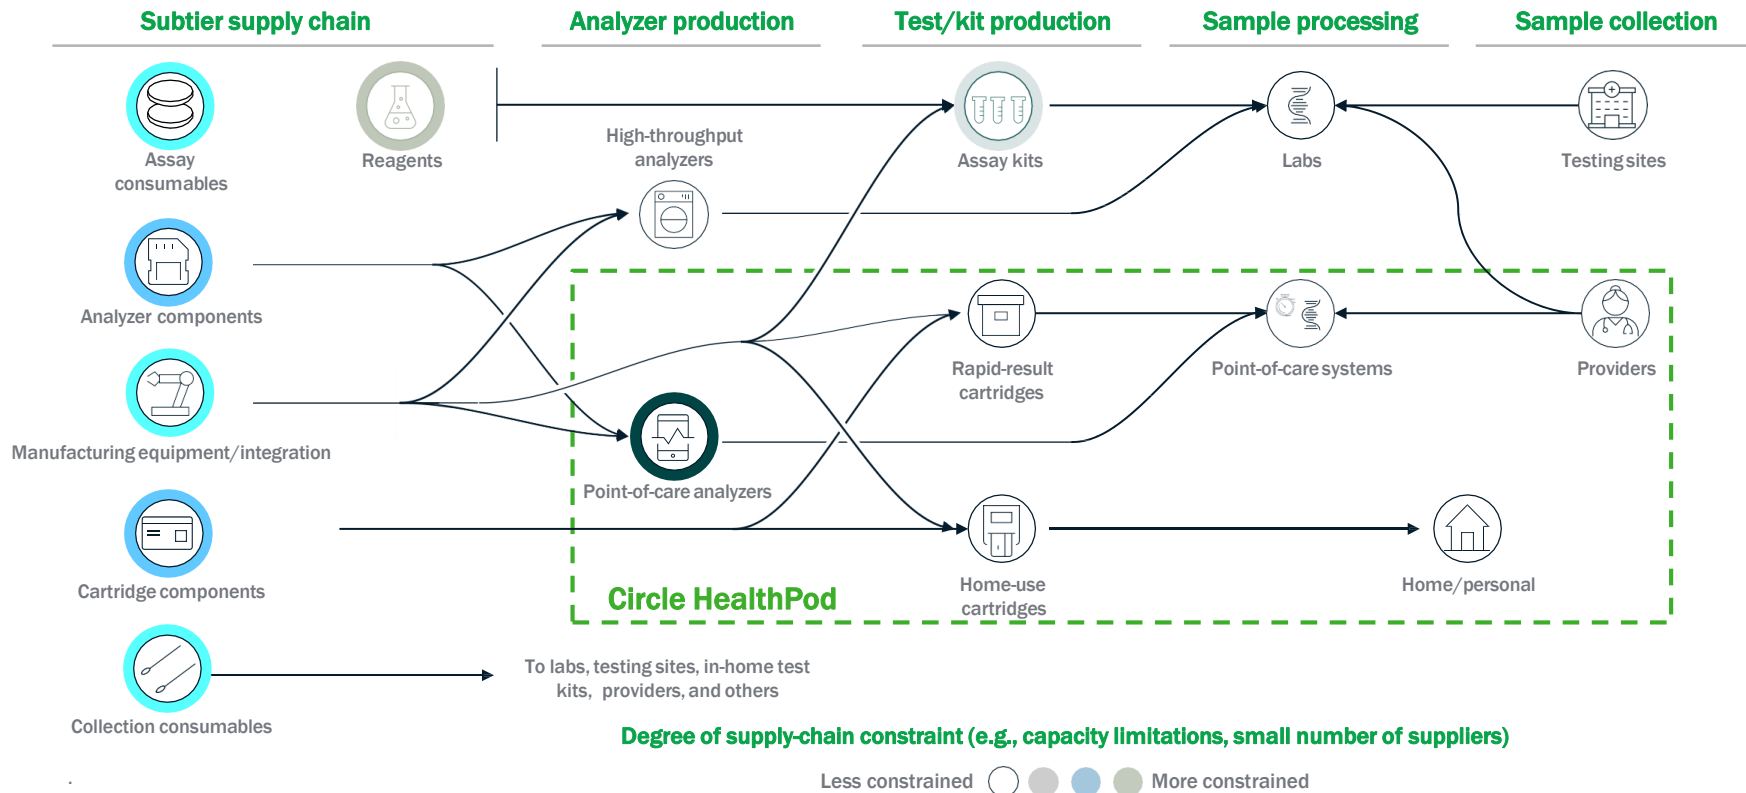 Subtier supply chain
Analyzer production
Test/kit production
Sample processing
Sample collection
Assay
consumables
Reagents
High-throughput
analyzers
Assay kits
Labs
Testing sites
Analyzer components
Rapid-result
cartridges
Point-of-care systems
Providers
Manufacturing equipment/integration
Point-of-care analyzers
Cartridge components
Circle HealthPod
Home-use
cartridges
Home/personal
Collection consumables
To labs, testing sites, in-home test
kits, providers, and others
Degree of supply-chain constraint (e.g., capacity limitations, small number of suppliers)
Less constrained
More constrained